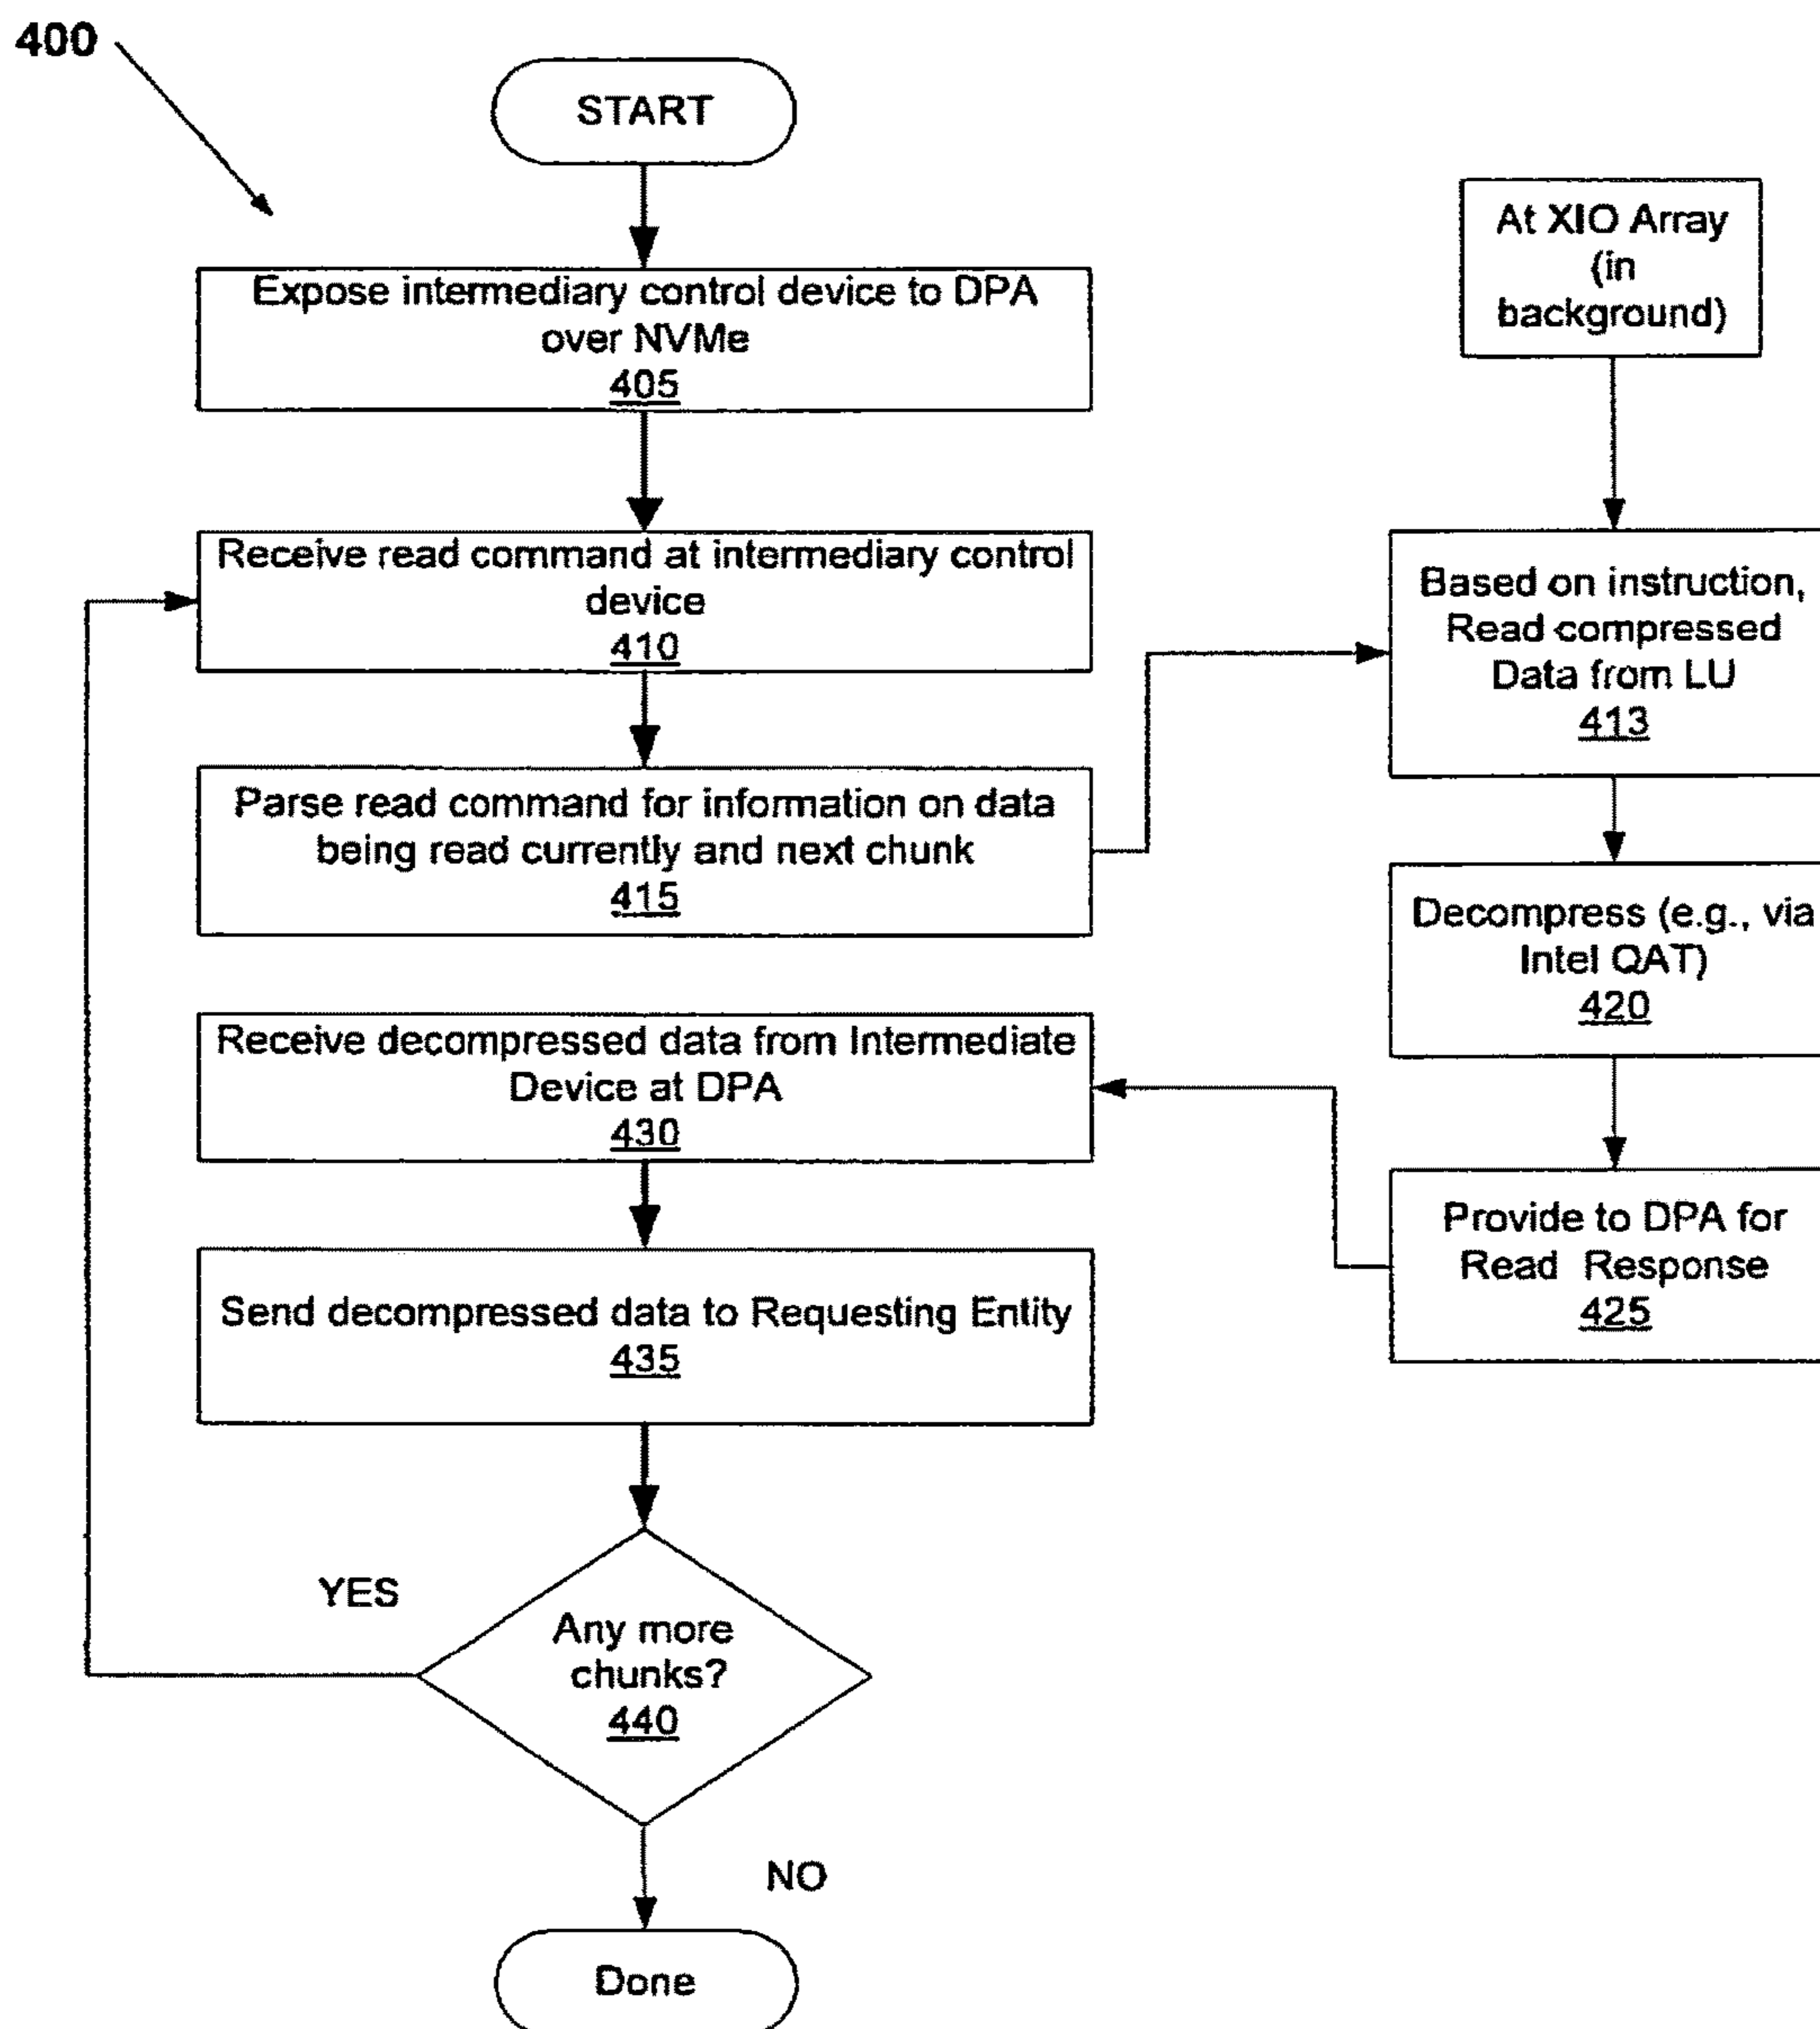 400
START
Expose intermediary control device to DPA
over NVMe
405
Receive read command at intermediary control
device
410
Parse read command for information on data
being read currently and next chunk
415
At XIO Array
(in
background)
Based on instruction,
Read compressed
Data from LU
413
Decompress (e.g., via
Intel QAT)
420
Provide to DPA for
Read Response
425
Receive decompressed data from Intermediate
Device at DPA
430
Send decompressed data to Requesting Entity
435
YES
Any more
chunks?
440
NO
Done